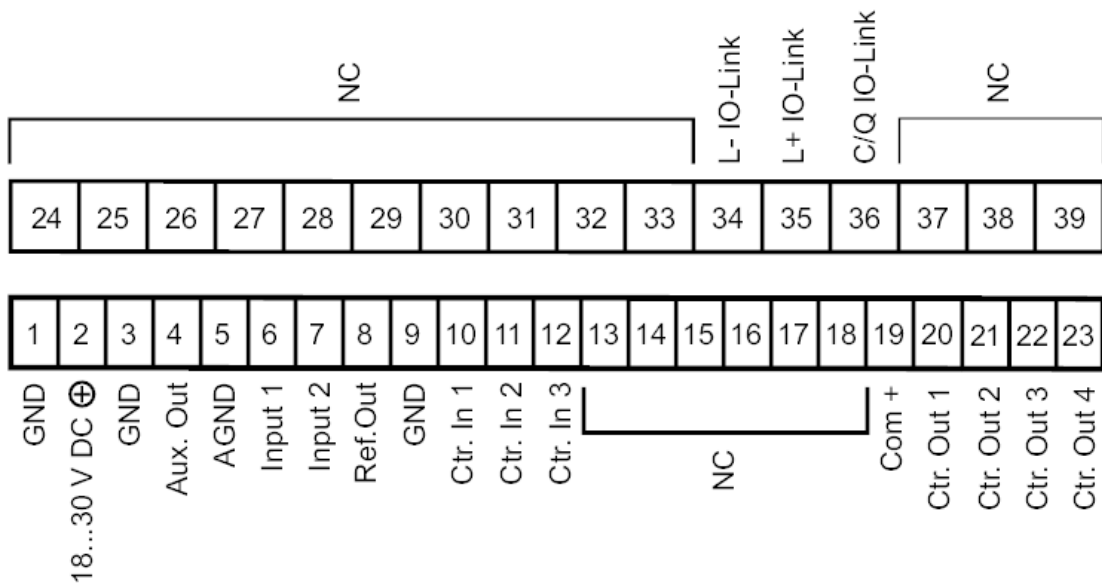 NC
L- IO-Link
L+ IO-Link
C/Q IO-Link
NC
24 25 26 27 28 29 30 31 32 33 34 35 36 37 38 39
1 2 3 4 5 6 7 8 9 10 11 12 13 14 15 16 17 18 19 20 21 22 23
GND
18...30 V DC ⊕
GND
Aux. Out
AGND
Input 1
Input 2
Ref.Out
GND
Ctr. In 1
Ctr. In 2
Ctr. In 3
NC
Com +
Ctr. Out 1
Ctr. Out 2
Ctr. Out 3
Ctr. Out 4